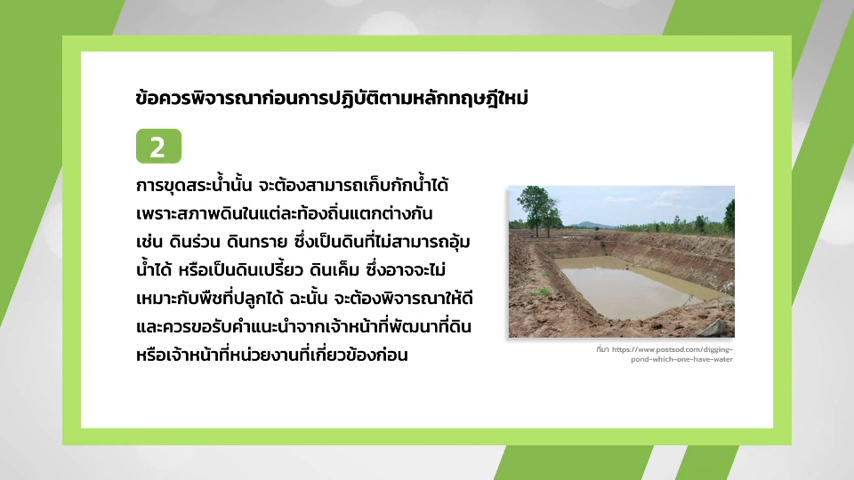 ข้อควรพิจารณาก่อนการปฏิบัติตามหลักทฤษฎีใหม่
2
การขุดสระน้ำนั้น จะต้องสามารถเก็บกักน้ำได้
เพราะสภาพดินในแต่ละท้องถิ่นแตกต่างกัน
เช่น ดินร่วน ดินทราย ซึ่งเป็นดินที่ไม่สามารถอุ้ม
น้ำได้ หรือเป็นดินเปรี้ยว ดินเค็ม ซึ่งอาจจะไม่
เหมาะกับพืชที่ปลูกได้ ฉะนั้น จะต้องพิจารณาให้ดี
และควรขอรับคำแนะนำจากเจ้าหน้าที่พัฒนาที่ดิน
หรือเจ้าหน้าที่หน่วยงานที่เกี่ยวข้องก่อน
ที่มา https://www.postsod.com/digging-
pond-which-one-have-water